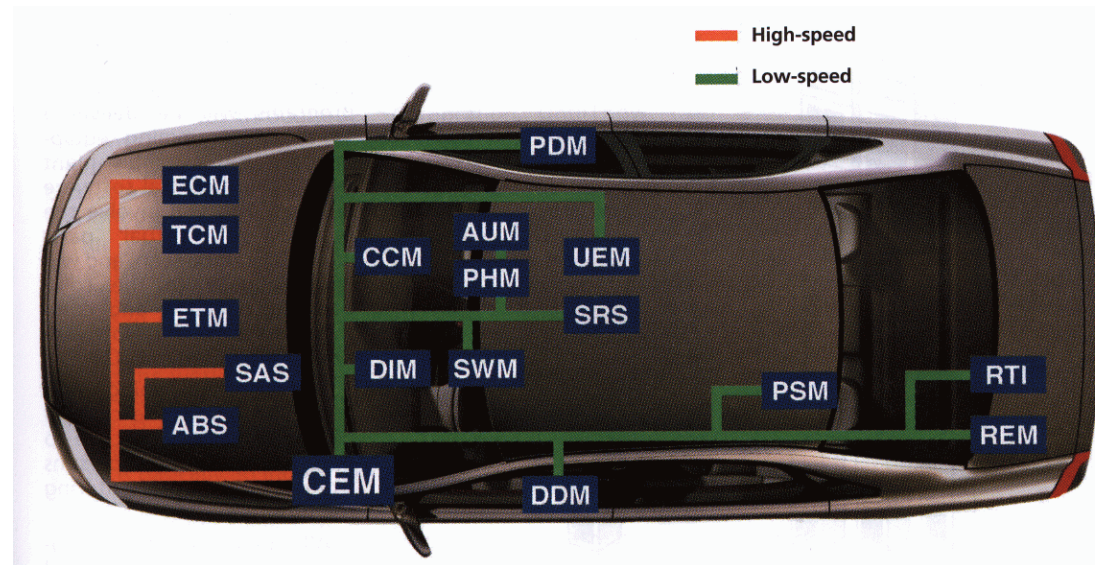 High-speed
Low-speed
PDM
ECM
TCM
AUM
CCM
UEM
PHM
ETM
SRS
SAS
DIM
SWM
PSM
RTI
ABS
REM
CEM
DDM